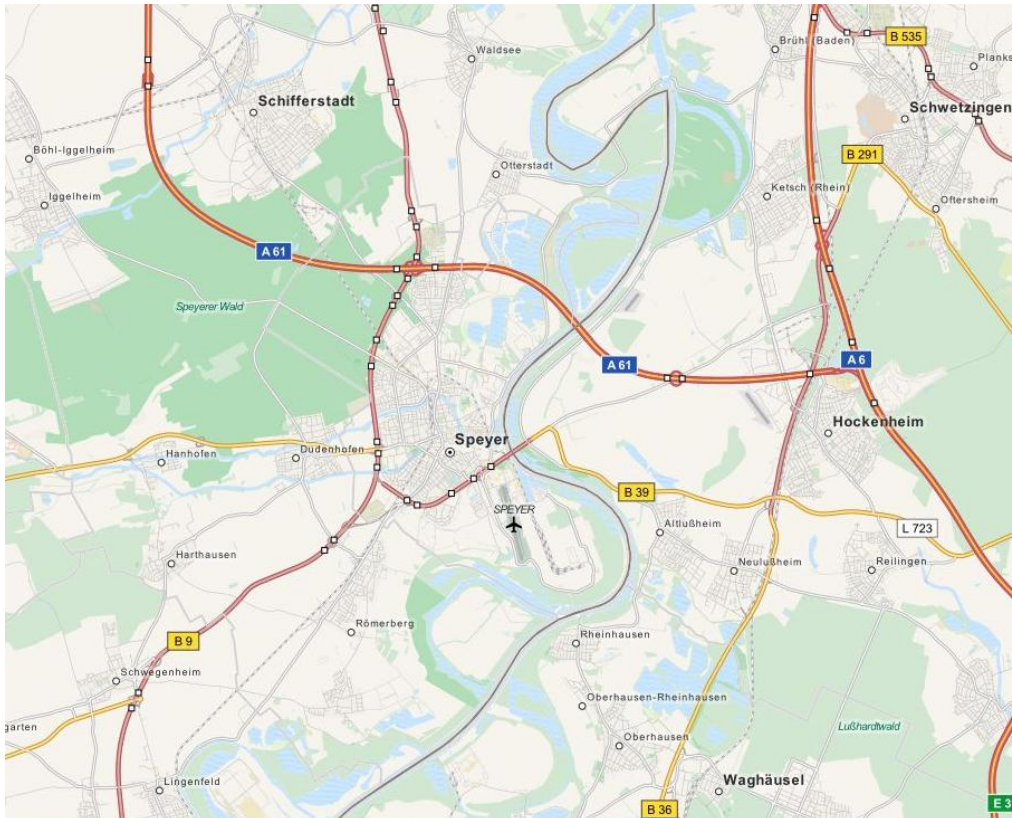 Waldsee
Brühl (Baden)
B 535
Planks
Schifferstadt
Schwetzingen
Böhl-Iggelheim
B 291
Otterstadt
Iggelheim
Ketsch (Rhein)
Oftersheim
A 61
Speyerer Wald
A 61
A 6
Hockenheim
Speyer
Hanhofen
Dudenhofen
B 39
SPEYER
Altlußheim
L 723
Harthausen
Neulußheim
Reilingen
Römerberg
B 9
Rheinhausen
Schwegenheim
Oberhausen-Rheinhausen
garten
Lußhardtwald
Oberhausen
Lingenfeld
Waghäusel
B 36
E 3